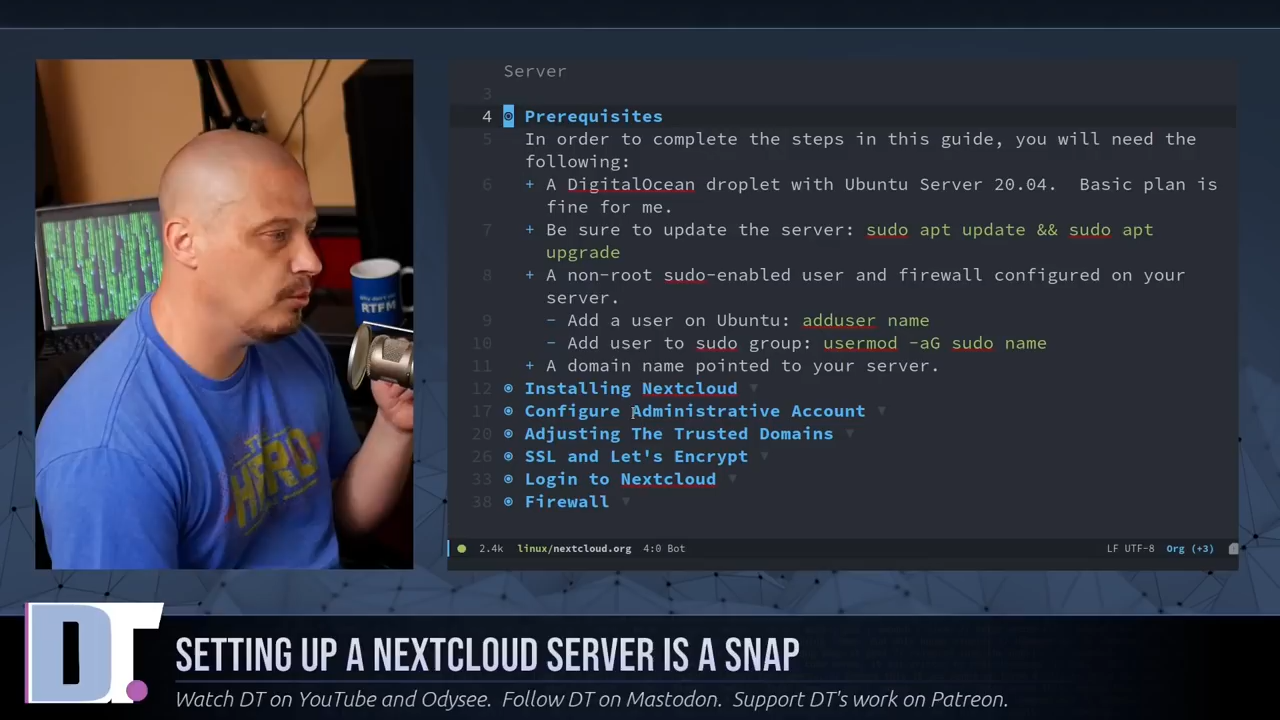 Server
3
4 Prerequisites
5 In order to complete the steps in this guide, you will need the
following:
6 + A DigitalOcean droplet with Ubuntu Server 20.04.  Basic plan is
fine for me.
7 + Be sure to update the server: sudo apt update && sudo apt
upgrade
8 + A non-root sudo-enabled user and firewall configured on your
server.
9 - Add a user on Ubuntu: adduser name
10 - Add user to sudo group: usermod -aG sudo name
11 + A domain name pointed to your server.
12 Installing Nextcloud
17 Configure Administrative Account
20 Adjusting The Trusted Domains
26 SSL and Let's Encrypt
33 Login to Nextcloud
38 Firewall
2.4k linux/nextcloud.org 4:0 Bot LF UTF-8 Org (+3)
Why don't you
RTFM
HERO
DT.
SETTING UP A NEXTCLOUD SERVER IS A SNAP
Watch DT on YouTube and Odysee.  Follow DT on Mastodon.  Support DT's work on Patreon.